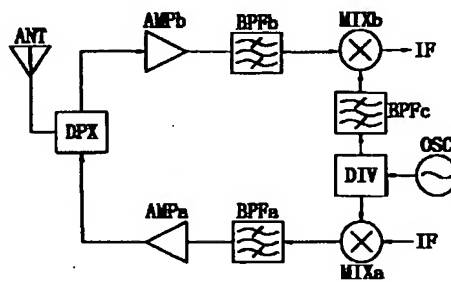 ANT
AMPb
BPFb
MIXb
IF
DPX
BPFc
OSC
DIV
AMPa
BPFa
IF
MIXa